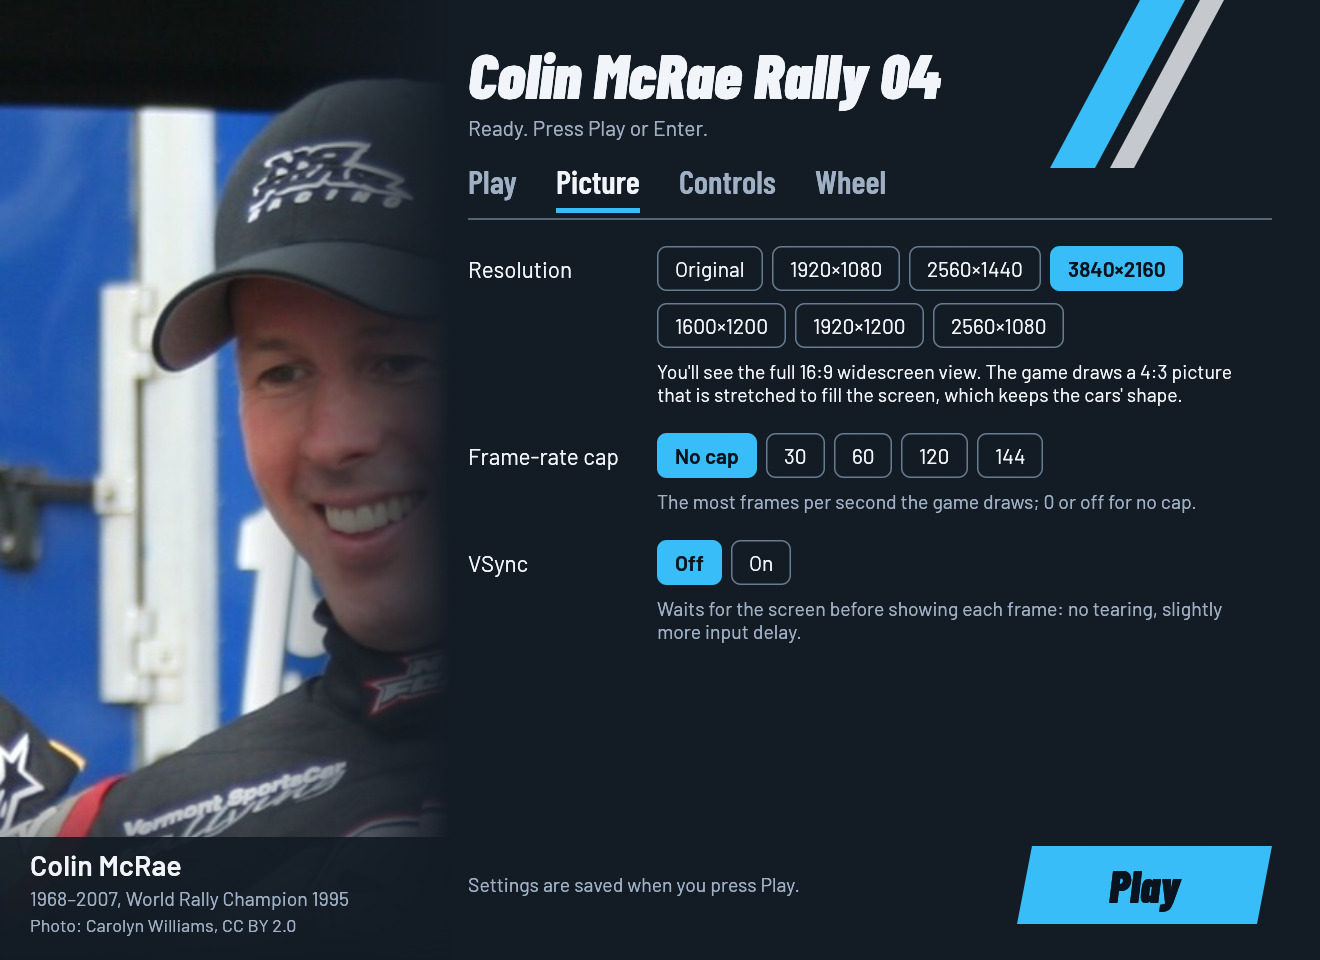 Colin McRae Rally 04
Ready. Press Play or Enter.
Play Picture Controls Wheel
Resolution
Original 1920×1080 2560×1440 3840×2160
1600×1200 1920×1200 2560×1080
You'll see the full 16:9 widescreen view. The game draws a 4:3 picture
that is stretched to fill the screen, which keeps the cars' shape.
Frame-rate cap
No cap 30 60 120 144
The most frames per second the game draws; 0 or off for no cap.
VSync
Off On
Waits for the screen before showing each frame: no tearing, slightly
more input delay.
RACING
Vermont SportsCar
Colin McRae
1968–2007, World Rally Champion 1995
Photo: Carolyn Williams, CC BY 2.0
Settings are saved when you press Play.
Play